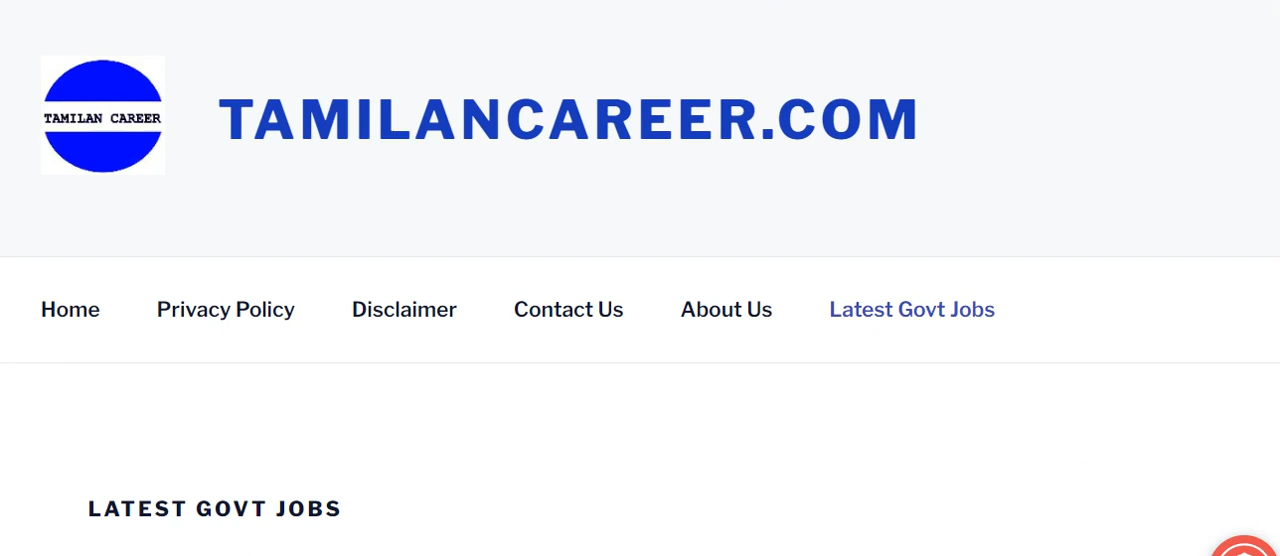 TAMILAN CAREER
TAMILANCAREER.COM
Home Privacy Policy Disclaimer Contact Us About Us Latest Govt Jobs
LATEST GOVT JOBS